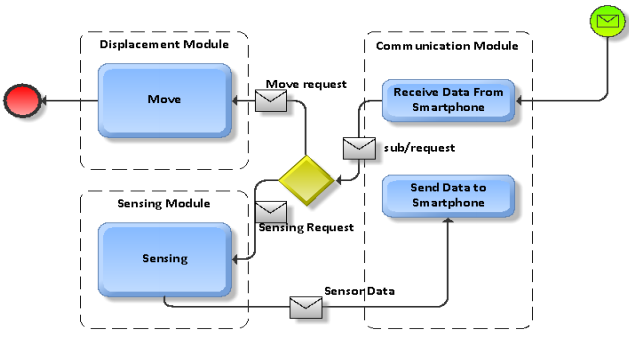 Displacement Module
Communication Module
Move request
Move
Receive Data From
Smartphone
sub/request
Send Data to
Smartphone
Sensing Module
Sensing Request
Sensing
Sensor Data